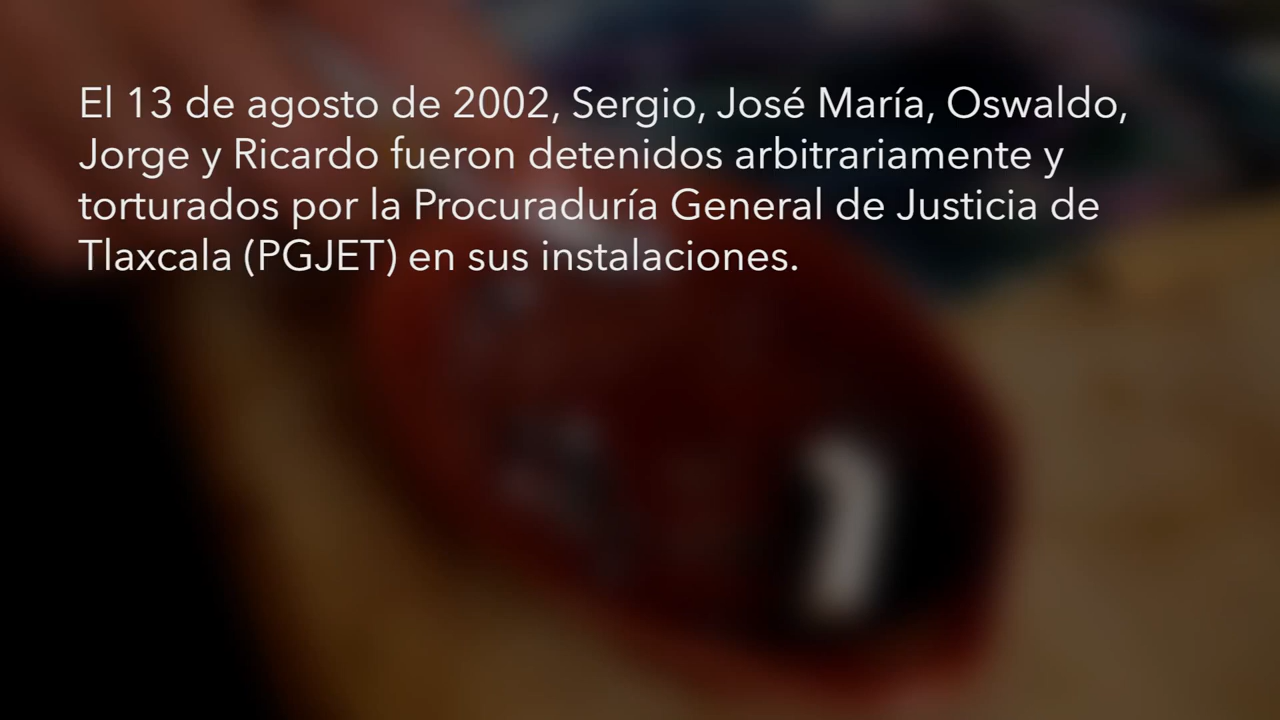 El 13 de agosto de 2002, Sergio, José María, Oswaldo,
Jorge y Ricardo fueron detenidos arbitrariamente y
torturados por la Procuraduría General de Justicia de
Tlaxcala (PGJET) en sus instalaciones.